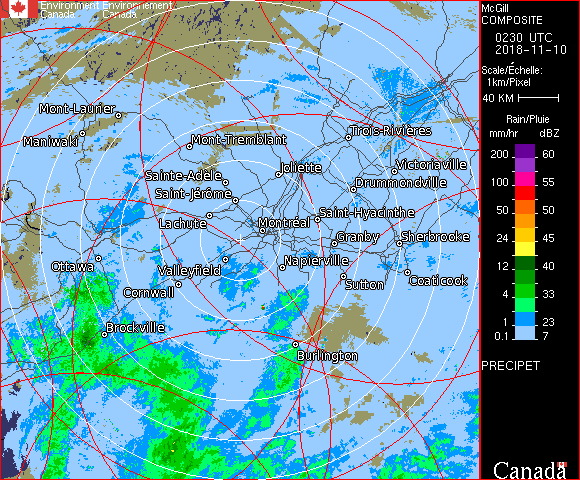 Environment Environnement
Canada Canada
McGill
COMPOSITE
0230 UTC
2018-11-10
Scale/Échelle:
1km/Pixel
40 KM
Rain/Pluie
mm/hr dBZ
200 60
100 55
50 50
24 45
12 40
4 33
1 23
0.1 7
PRECIPET
Canada
Mont-Laurier
Maniwaki
Mont-Tremblant
Trois-Rivières
Joliette
Victoriaville
Sainte-Adèle
Drummondville
Saint-Jérôme
Saint-Hyacinthe
Lachute
Montréal
Granby
Sherbrooke
Ottawa
Valleyfield
Napierville
Cornwall
Sutton
Coaticook
Brockville
Burlington